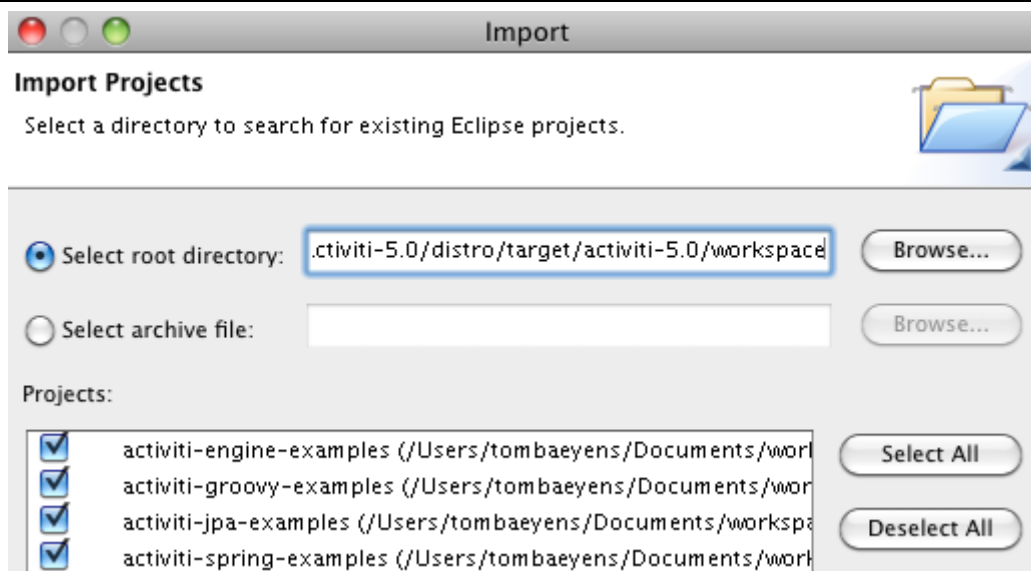 Import
Import Projects
Select a directory to search for existing Eclipse projects.
Select root directory: .ctiviti-5.0/distro/target/activiti-5.0/workspace Browse...
Select archive file: Browse...
Projects:
activiti-engine-examples (/Users/tombaeyens/Documents/worl Select All
activiti-groovy-examples (/Users/tombaeyens/Documents/wor
activiti-jpa-examples (/Users/tombaeyens/Documents/workspa Deselect All
activiti-spring-examples (/Users/tombaeyens/Documents/work